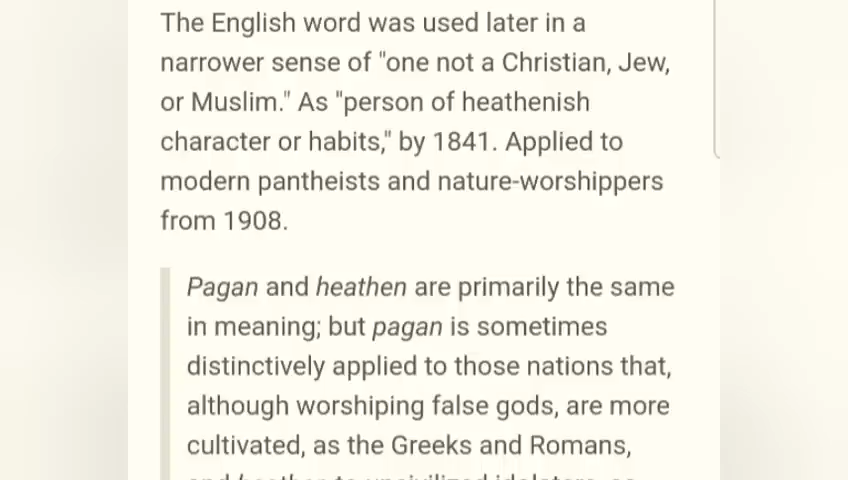 The English word was used later in a
narrower sense of "one not a Christian, Jew,
or Muslim." As "person of heathenish
character or habits," by 1841. Applied to
modern pantheists and nature-worshippers
from 1908.
Pagan and heathen are primarily the same
in meaning; but pagan is sometimes
distinctively applied to those nations that,
although worshiping false gods, are more
cultivated, as the Greeks and Romans,